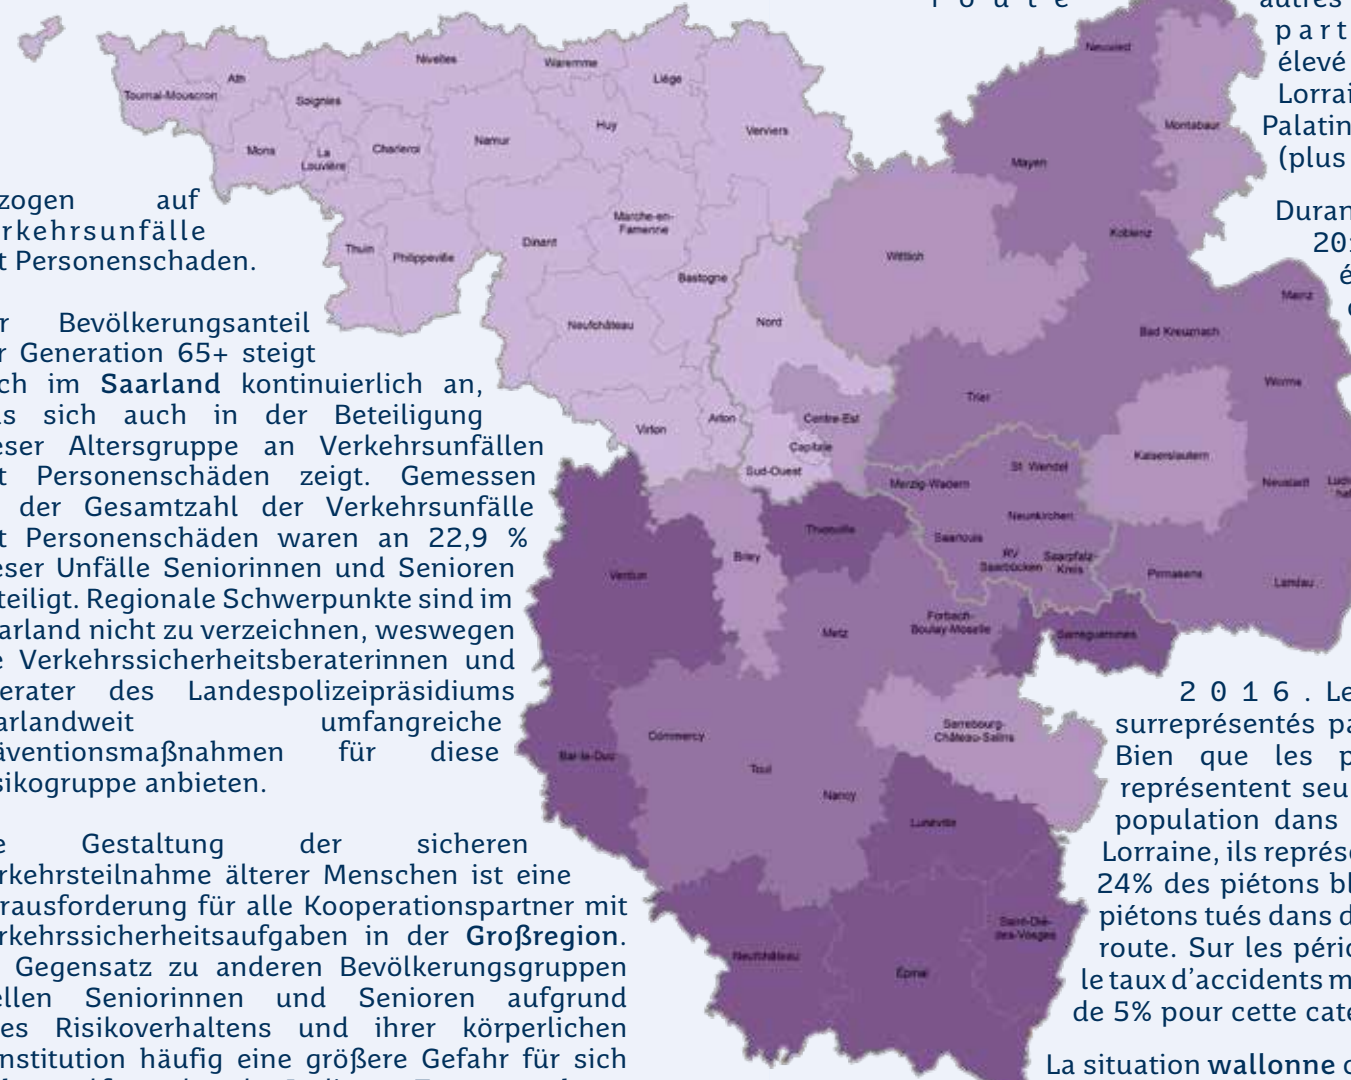 zogen auf
rkehrsunfälle
t Personenschaden.
r Bevölkerungsanteil
r Generation 65+ steigt
ch im Saarland kontinuierlich an,
s sich auch in der Beteiligung
eser Altersgruppe an Verkehrsunfällen
t Personenschäden zeigt. Gemessen
der Gesamtzahl der Verkehrsunfälle
t Personenschäden waren an 22,9 %
eser Unfälle Seniorinnen und Senioren
teiligt. Regionale Schwerpunkte sind im
arland nicht zu verzeichnen, weswegen
e Verkehrssicherheitsberaterinnen und
erater des Landespolizeipräsidiums
arlandweit umfangreiche
äventionsmaßnahmen für diese
sikogruppe anbieten.
e Gestaltung der sicheren
rkehrsteilnahme älterer Menschen ist eine
rausforderung für alle Kooperationspartner mit
rkehrssicherheitsaufgaben in der Großregion.
Gegensatz zu anderen Bevölkerungsgruppen
ellen Seniorinnen und Senioren aufgrund
es Risikoverhaltens und ihrer körperlichen
nstitution häufig eine größere Gefahr für sich
Tournai-Mouscron
Ath
Soignies
Nivelles
Waremme
Liége
Mons
La
Louvière
Charleroi
Namur
Huy
Verviers
Thuin
Philippeville
Dinant
Marche-en-
Famenne
Bastogne
Neufchâteau
Virton
Arlon
Nord
Centre-Est
Capitale
Sud-Ouest
Neuwied
Montabaur
Mayen
Koblenz
Wittlich
Mainz
Bad Kreuznach
Worms
Trier
Kaiserslautern
Neustadt
Merzig-Wadern
St. Wendel
Neunkirchen
Saarlouis
RV
Saarbücken
Saarpfalz-
Kreis
Pirmasens
Landau
Verdun
Briey
Thionville
Metz
Forbach-
Boulay-Moselle
Sarreguemines
Bar-le-Duc
Commercy
Toul
Nancy
Sarrebourg-
Château-Salins
Lunéville
Neufchâteau
Epinal
Saint-Dié-
des-Vosges
route
autres
part
élevé
Lorrai
Palatin
(plus
Duran
20
é
2016. Le
surreprésentés pa
Bien que les p
représentent seu
population dans
Lorraine, ils représe
24% des piétons bl
piétons tués dans d
route. Sur les péri
le taux d'accidents m
de 5% pour cette caté
La situation wallonne